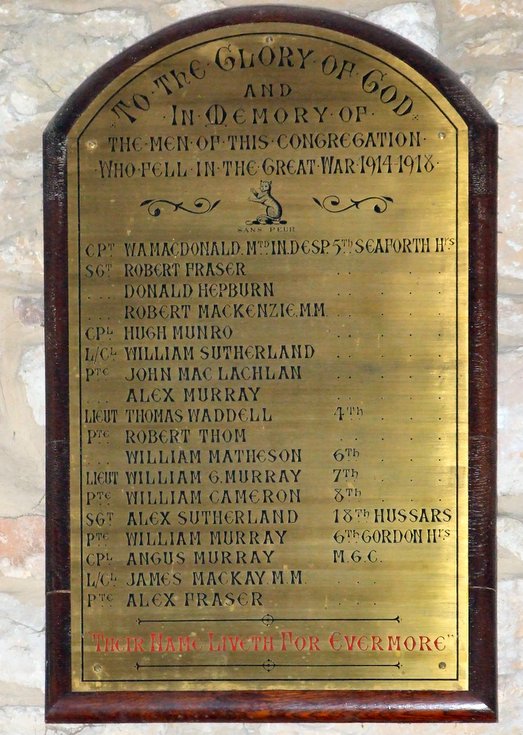 To · The · Glory · Of · God
AND
· In Memory · Of ·
· THE · MEN · OF · THIS · CONGREGATION ·
· Who · FELL · IN · THE · GREAT · War · 1914-1918 ·
SANS PEUR
CPT W.A. MACDONALD. MTD IN. DESP. 5TH SEAFORTH HRS
SGT ROBERT FRASER . . . . . .
. . . DONALD HEPBURN . . . . . .
. . . ROBERT MACKENZIE. M.M. . . . . . .
CPL HUGH MUNRO . . . . . .
L/CL WILLIAM SUTHERLAND . . . . . .
PTE JOHN MAC LACHLAN . . . . . .
. . . ALEX MURRAY . . . . . .
LIEUT THOMAS WADDELL 4TH . . . .
PTE ROBERT THOM . . . . . .
. . . WILLIAM MATHESON 6TH . . . .
LIEUT WILLIAM G. MURRAY 7TH . . . .
PTE WILLIAM CAMERON 8TH . . . .
SGT ALEX SUTHERLAND 18TH HUSSARS
PTE WILLIAM MURRAY 6TH GORDON HRS
CPL ANGUS MURRAY M.G.C.
L/CL JAMES MACKAY. M.M. . . . .
PTE ALEX FRASER . . . .
"Their Name Liveth For Evermore"